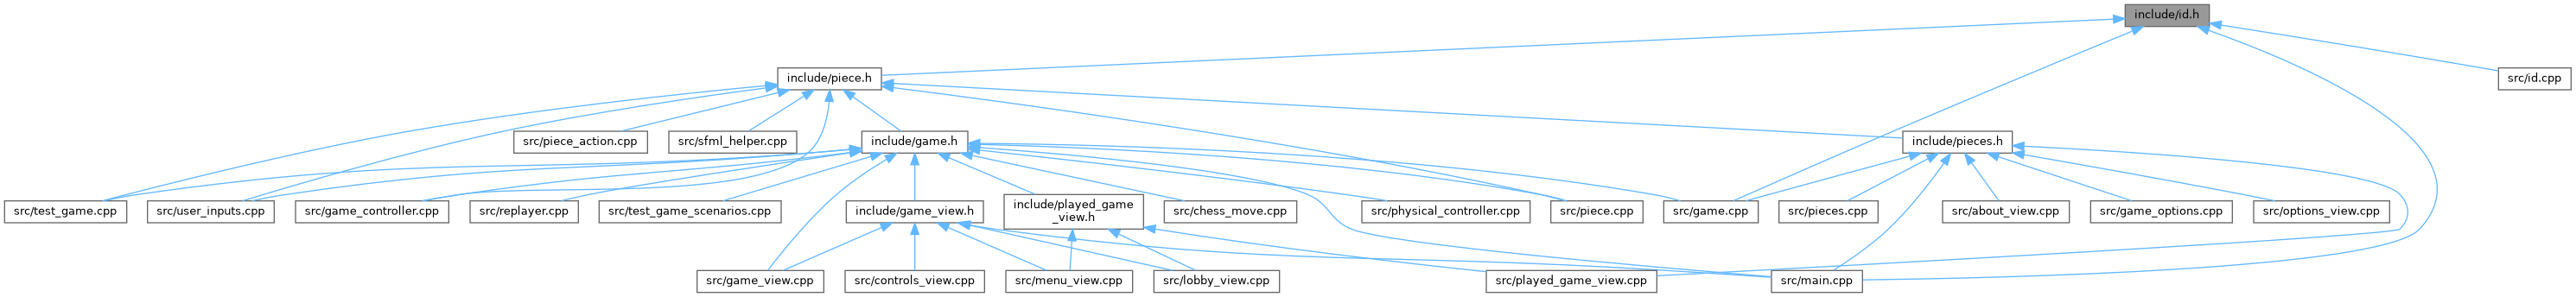 include/id.h
include/piece.h
src/id.cpp
src/piece_action.cpp
src/sfml_helper.cpp
include/game.h
include/pieces.h
src/test_game.cpp
src/user_inputs.cpp
src/game_controller.cpp
src/replayer.cpp
src/test_game_scenarios.cpp
include/game_view.h
include/played_game
_view.h
src/chess_move.cpp
src/physical_controller.cpp
src/piece.cpp
src/game.cpp
src/pieces.cpp
src/about_view.cpp
src/game_options.cpp
src/options_view.cpp
src/game_view.cpp
src/controls_view.cpp
src/menu_view.cpp
src/lobby_view.cpp
src/played_game_view.cpp
src/main.cpp